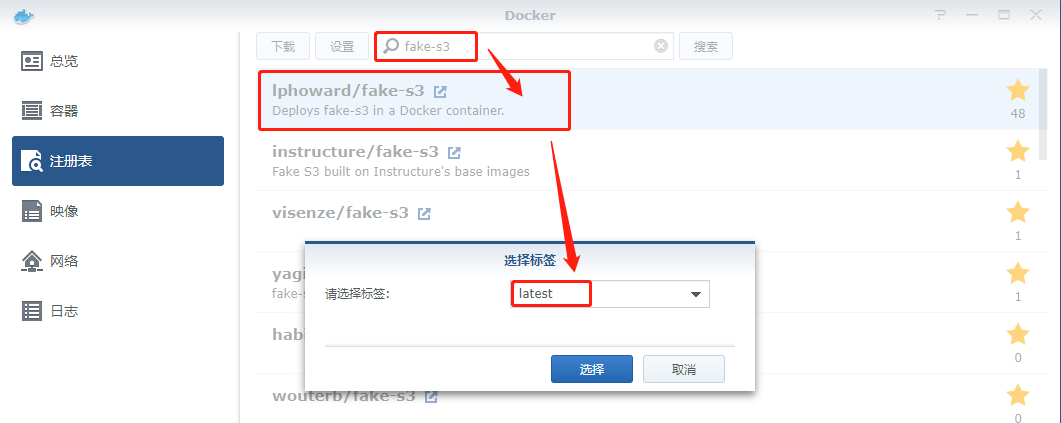 Docker
总览
容器
注册表
映像
网络
日志
下载 设置 fake-s3 搜索
lphoward/fake-s3
Deploys fake-s3 in a Docker container.
48
instructure/fake-s3
Fake S3 built on Instructure's base images
1
visenze/fake-s3
1
选择标签
请选择标签: latest
选择 取消
yagi
fake-s
1
hab
0
wouterb/fake-s3
0